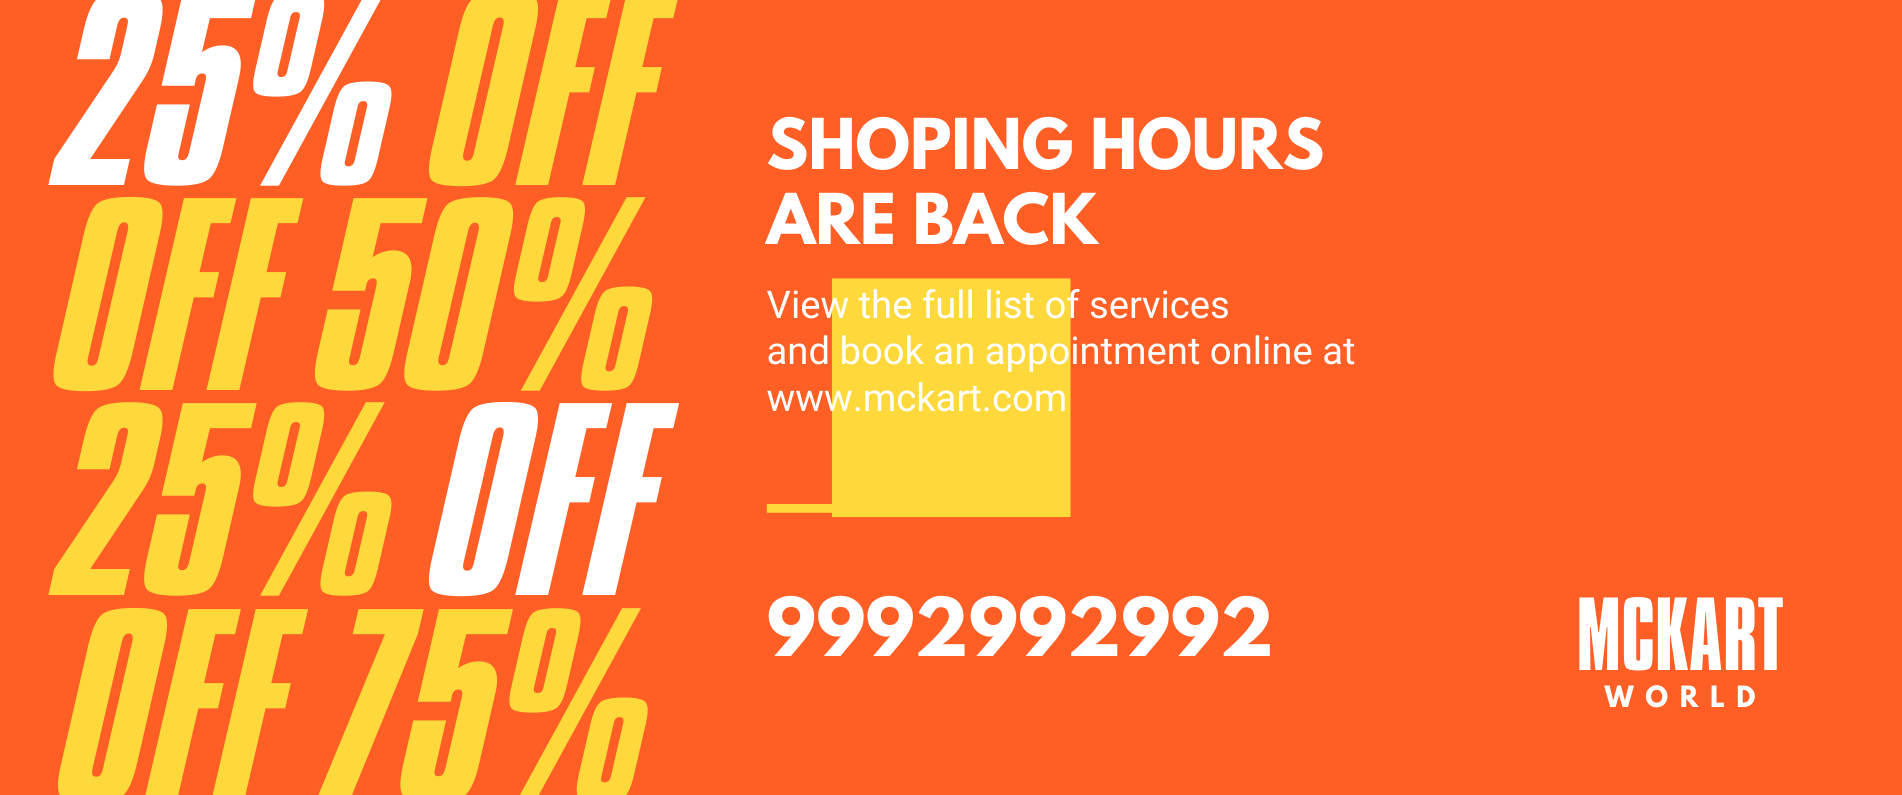 25% OFF
OFF 50%
25% OFF
OFF 75%
SHOPING HOURS
ARE BACK
View the full list of services
and book an appointment online at
www.mckart.com
9992992992
MCKART
WORLD